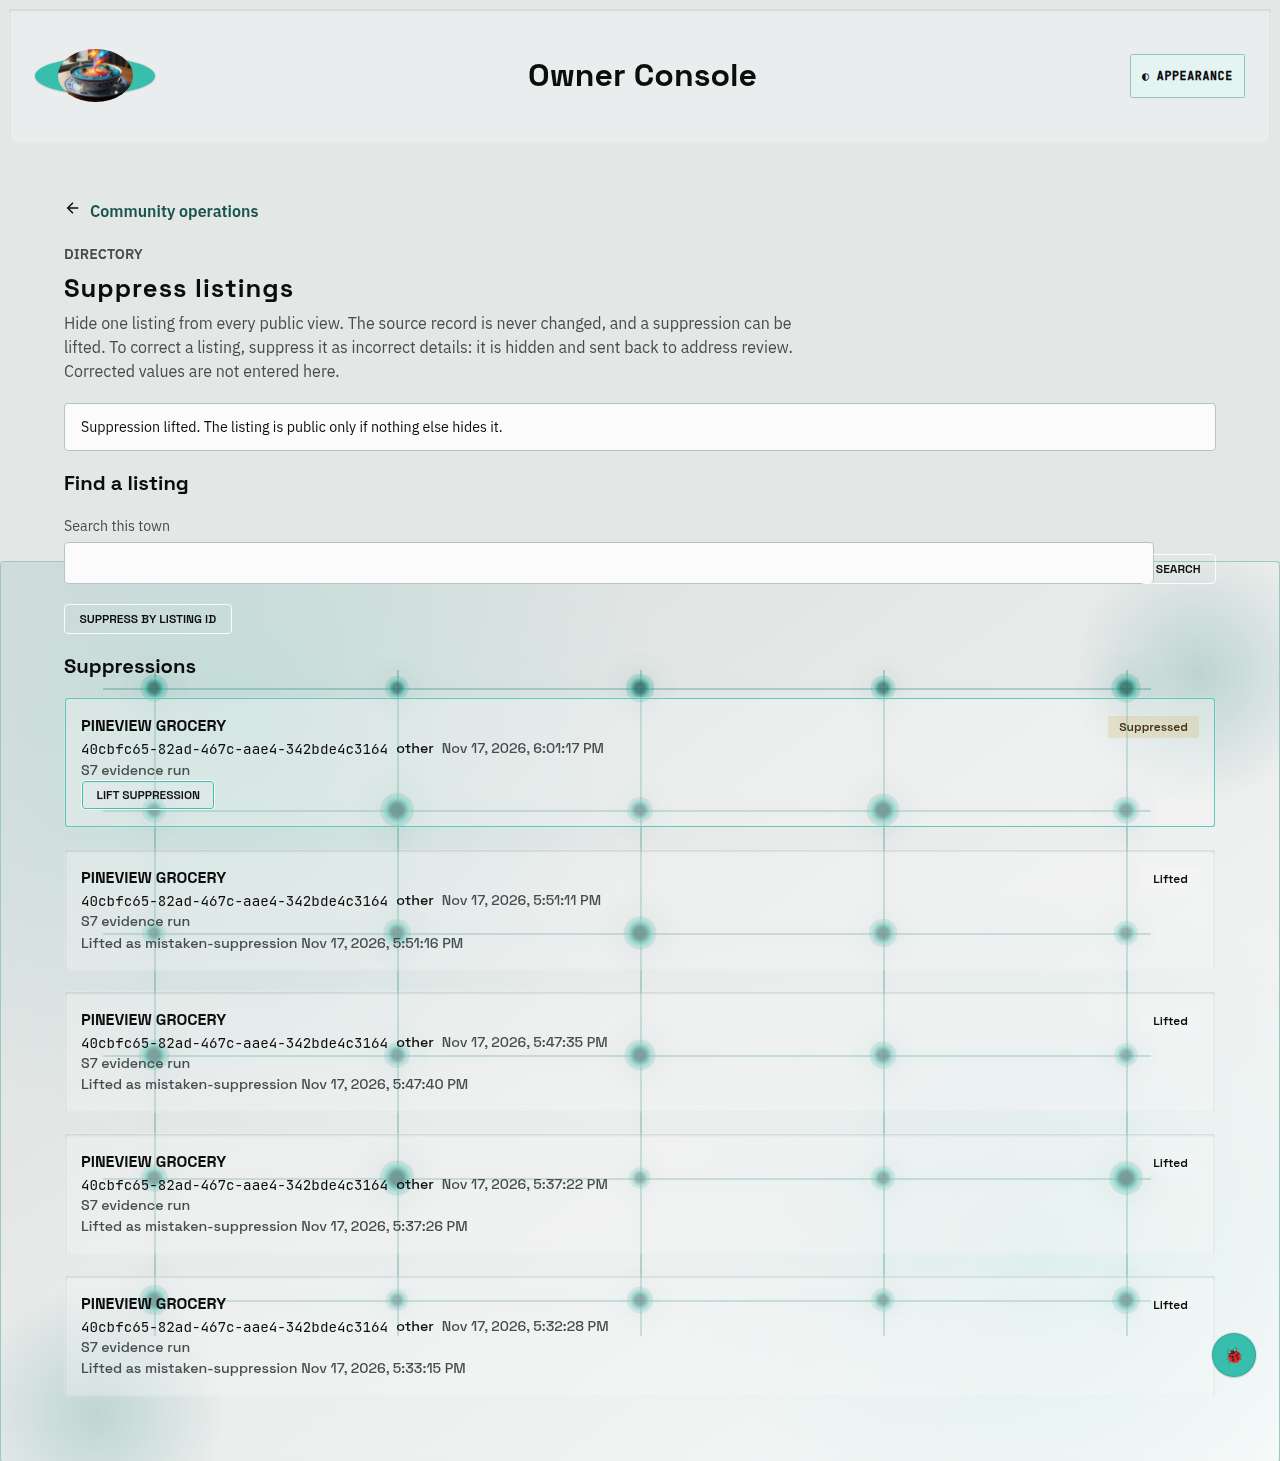 Owner Console
◐ APPEARANCE
← Community operations
DIRECTORY
Suppress listings
Hide one listing from every public view. The source record is never changed, and a suppression can be
lifted. To correct a listing, suppress it as incorrect details: it is hidden and sent back to address review.
Corrected values are not entered here.
Suppression lifted. The listing is public only if nothing else hides it.
Find a listing
Search this town
SEARCH
SUPPRESS BY LISTING ID
Suppressions
PINEVIEW GROCERY
Suppressed
40cbfc65-82ad-467c-aae4-342bde4c3164 other Nov 17, 2026, 6:01:17 PM
S7 evidence run
LIFT SUPPRESSION
PINEVIEW GROCERY
Lifted
40cbfc65-82ad-467c-aae4-342bde4c3164 other Nov 17, 2026, 5:51:11 PM
S7 evidence run
Lifted as mistaken-suppression Nov 17, 2026, 5:51:16 PM
PINEVIEW GROCERY
Lifted
40cbfc65-82ad-467c-aae4-342bde4c3164 other Nov 17, 2026, 5:47:35 PM
S7 evidence run
Lifted as mistaken-suppression Nov 17, 2026, 5:47:40 PM
PINEVIEW GROCERY
Lifted
40cbfc65-82ad-467c-aae4-342bde4c3164 other Nov 17, 2026, 5:37:22 PM
S7 evidence run
Lifted as mistaken-suppression Nov 17, 2026, 5:37:26 PM
PINEVIEW GROCERY
Lifted
40cbfc65-82ad-467c-aae4-342bde4c3164 other Nov 17, 2026, 5:32:28 PM
S7 evidence run
Lifted as mistaken-suppression Nov 17, 2026, 5:33:15 PM